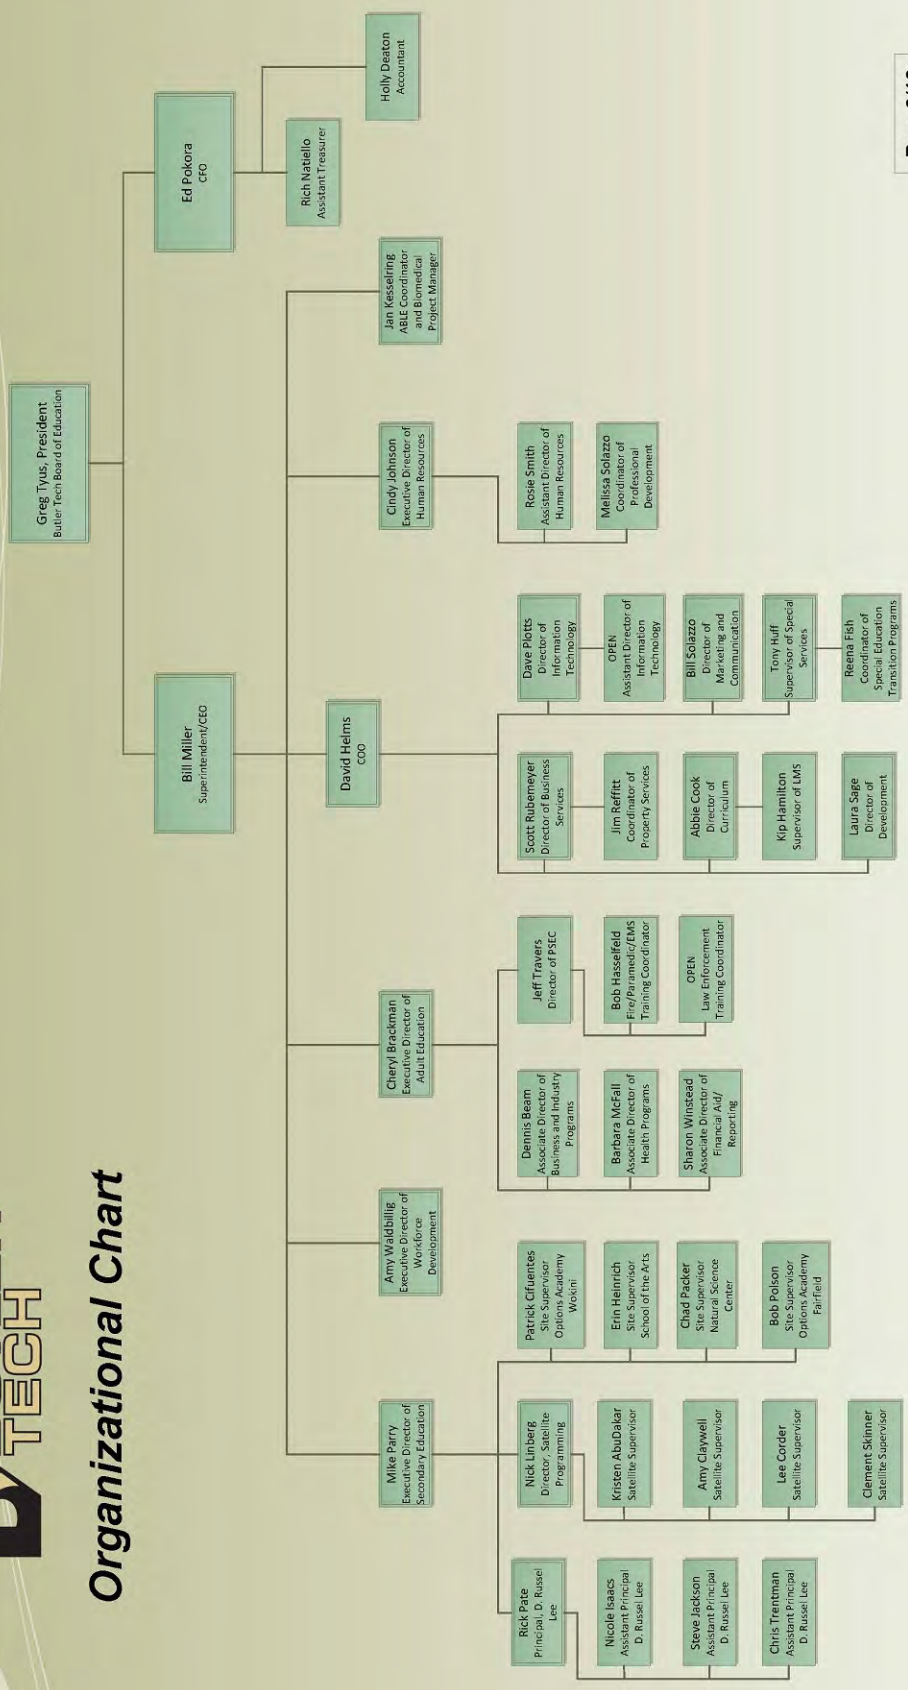 TECH
Organizational Chart
Greg Tyus, President
Butler Tech Board of Education
Bill Miller
Superintendent/CEO
Ed Pokora
CFO
Rich Natiello
Assistant Treasurer
Holly Deaton
Accountant
David Helms
COO
Mike Parry
Executive Director of
Secondary Education
Amy Waldbillig
Executive Director of
Workforce
Development
Cheryl Brackman
Executive Director of
Adult Education
Cindy Johnson
Executive Director of
Human Resources
Jan Kesselring
ABLE Coordinator
and Biomedical
Project Manager
Rick Pate
Principal, D. Russel
Lee
Nicole Isaacs
Assistant Principal
D. Russel Lee
Steve Jackson
Assistant Principal
D. Russel Lee
Chris Trentman
Assistant Principal
D. Russel Lee
Nick Linberg
Director, Satellite
Programming
Kristen AbuDakar
Satellite Supervisor
Amy Claywell
Satellite Supervisor
Lee Corder
Satellite Supervisor
Clement Skinner
Satellite Supervisor
Patrick Cifuentes
Site Supervisor
Options Academy
Wokini
Erin Heinrich
Site Supervisor
School of the Arts
Chad Packer
Site Supervisor
Natural Science
Center
Bob Polson
Site Supervisor
Options Academy
Fairfield
Dennis Beam
Associate Director of
Business and Industry
Programs
Barbara McFall
Associate Director of
Health Programs
Sharon Winstead
Associate Director of
Financial Aid/
Reporting
Jeff Travers
Director of PSEC
Bob Hasselfeld
Fire/Paramedic/EMS
Training Coordinator
OPEN
Law Enforcement
Training Coordinator
Scott Rubemeyer
Director of Business
Services
Jim Reffitt
Coordinator of
Property Services
Abbie Cook
Director of
Curriculum
Kip Hamilton
Supervisor of LMS
Laura Sage
Director of
Development
Dave Plotts
Director of
Information
Technology
OPEN
Assistant Director of
Information
Technology
Bill Solazzo
Director of
Marketing and
Communication
Tony Huff
Supervisor of Special
Services
Reena Fish
Coordinator of
Special Education
Transition Programs
Rosie Smith
Assistant Director of
Human Resources
Melissa Solazzo
Coordinator of
Professional
Development